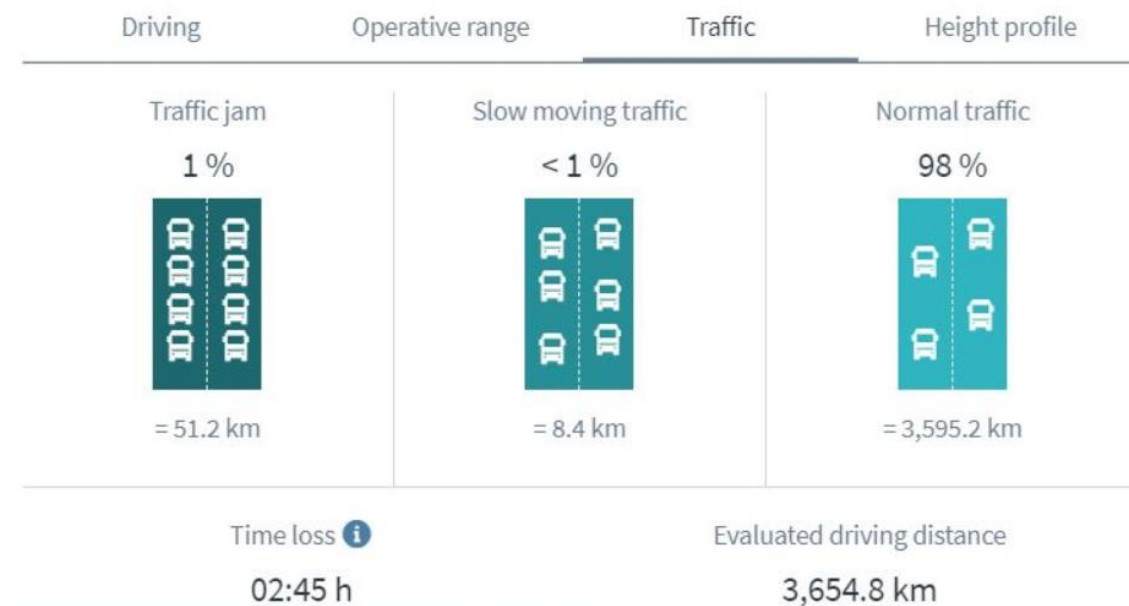 Driving Operative range Traffic Height profile
Traffic jam Slow moving traffic Normal traffic
1 % < 1 % 98 %
= 51.2 km = 8.4 km = 3,595.2 km
Time loss i Evaluated driving distance
02:45 h 3,654.8 km